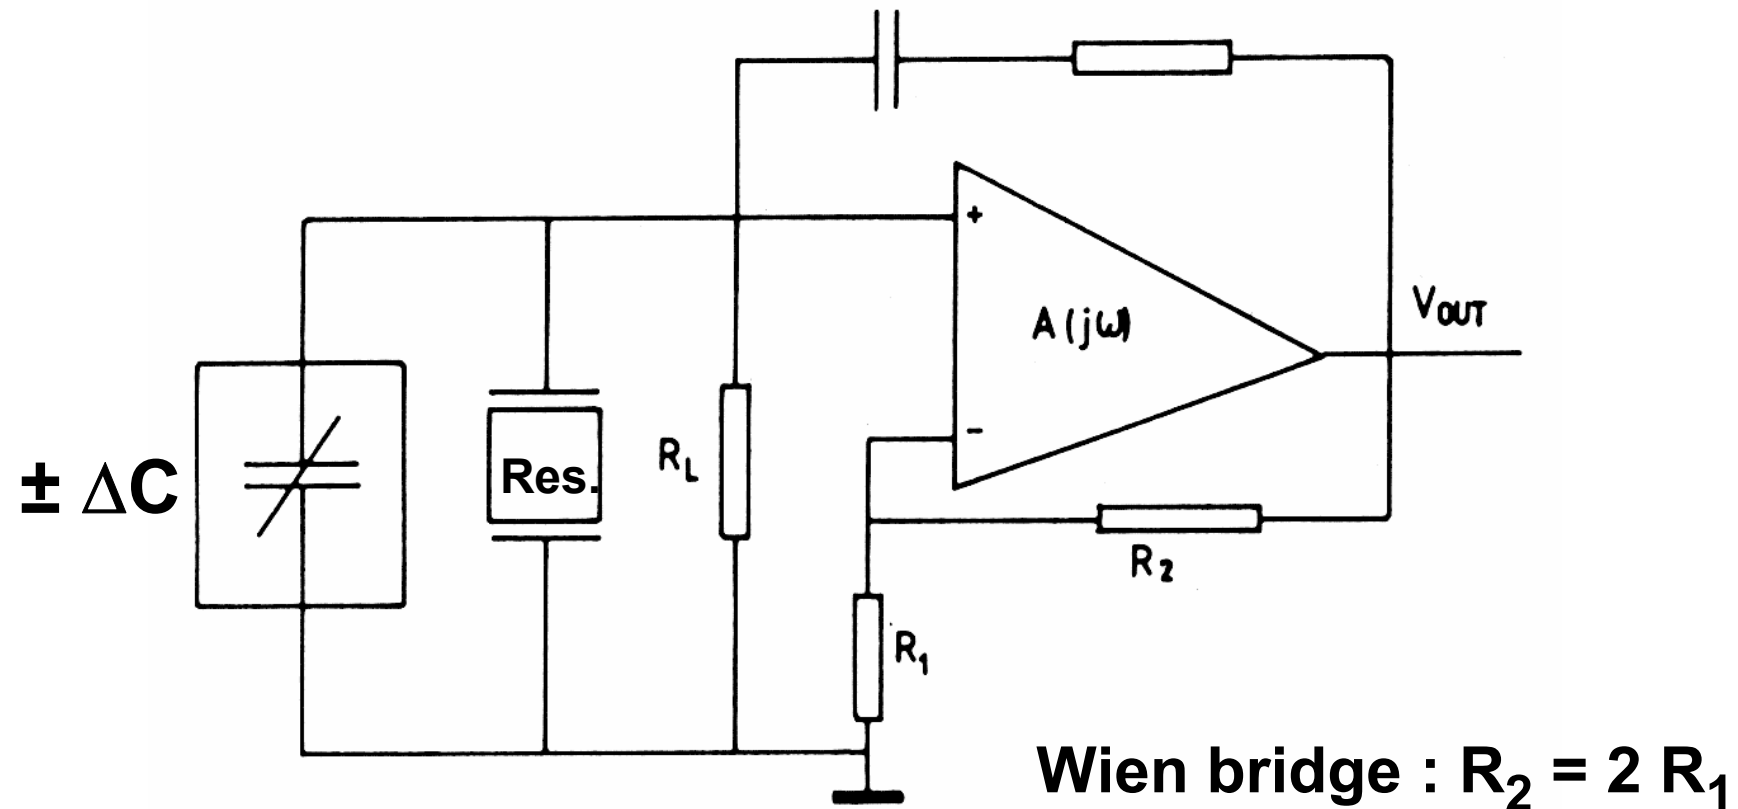 +
A(jω)
V_OUT
± ΔC
Res.
R_L
-
R_2
R_1
Wien bridge : R_2 = 2 R_1